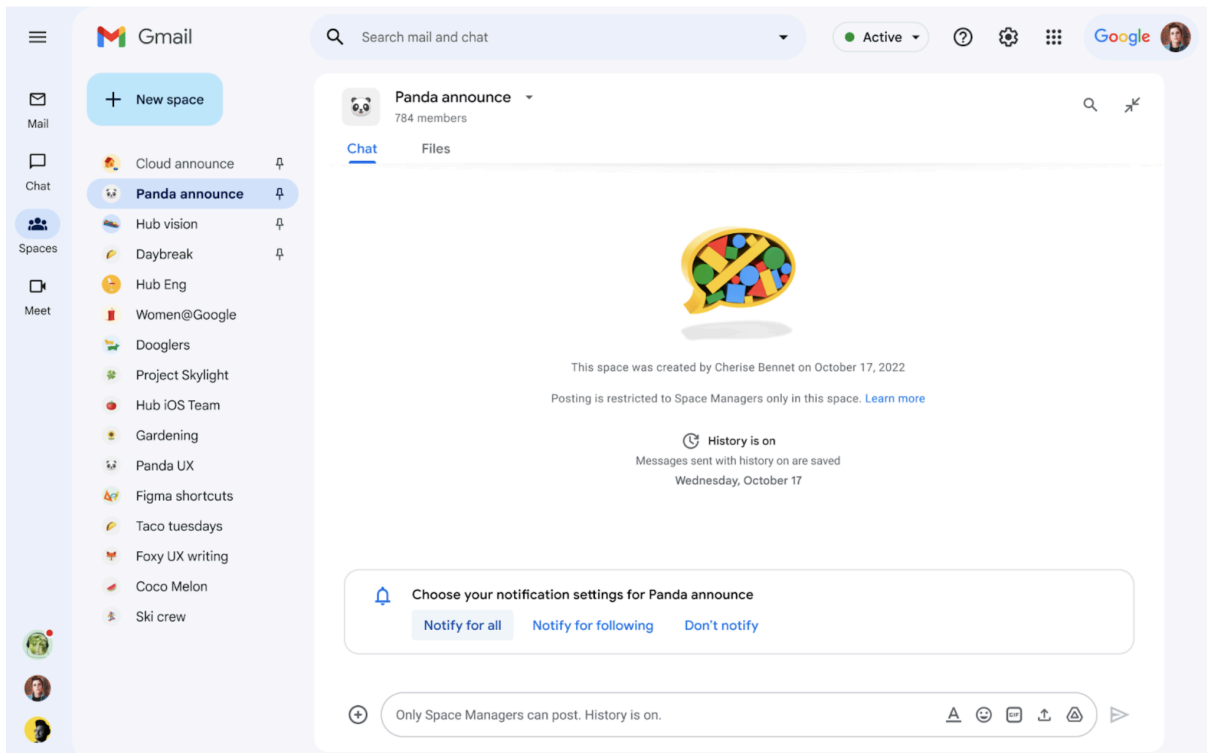 Gmail
Search mail and chat
Active
Google
Mail
Chat
Spaces
Meet
New space
Cloud announce
Panda announce
Hub vision
Daybreak
Hub Eng
Women@Google
Dooglers
Project Skylight
Hub iOS Team
Gardening
Panda UX
Figma shortcuts
Taco tuesdays
Foxy UX writing
Coco Melon
Ski crew
Panda announce
784 members
Chat Files
This space was created by Cherise Bennet on October 17, 2022
Posting is restricted to Space Managers only in this space. Learn more
History is on
Messages sent with history on are saved
Wednesday, October 17
Choose your notification settings for Panda announce
Notify for all Notify for following Don't notify
Only Space Managers can post. History is on.
GIF